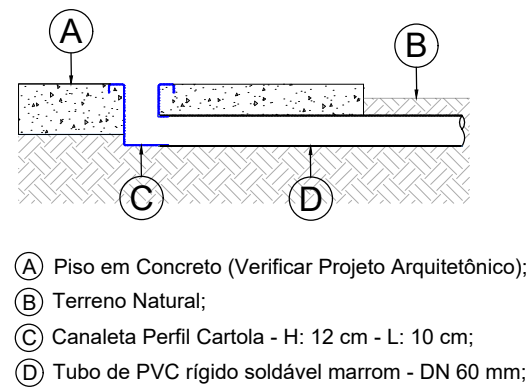 A
B
C
D
A Piso em Concreto (Verificar Projeto Arquitetônico);
B Terreno Natural;
C Canaleta Perfil Cartola - H: 12 cm - L: 10 cm;
D Tubo de PVC rígido soldável marrom - DN 60 mm;